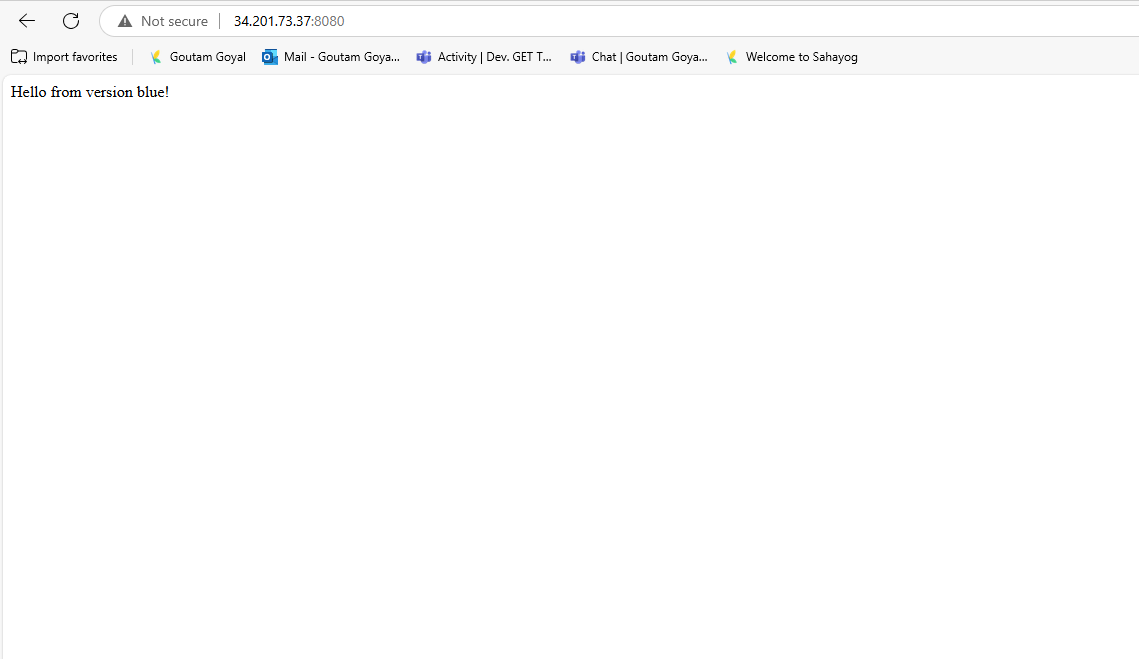 Not secure 34.201.73.37:8080
Import favorites Goutam Goyal Mail - Goutam Goya... Activity | Dev. GET T... Chat | Goutam Goya... Welcome to Sahayog
Hello from version blue!